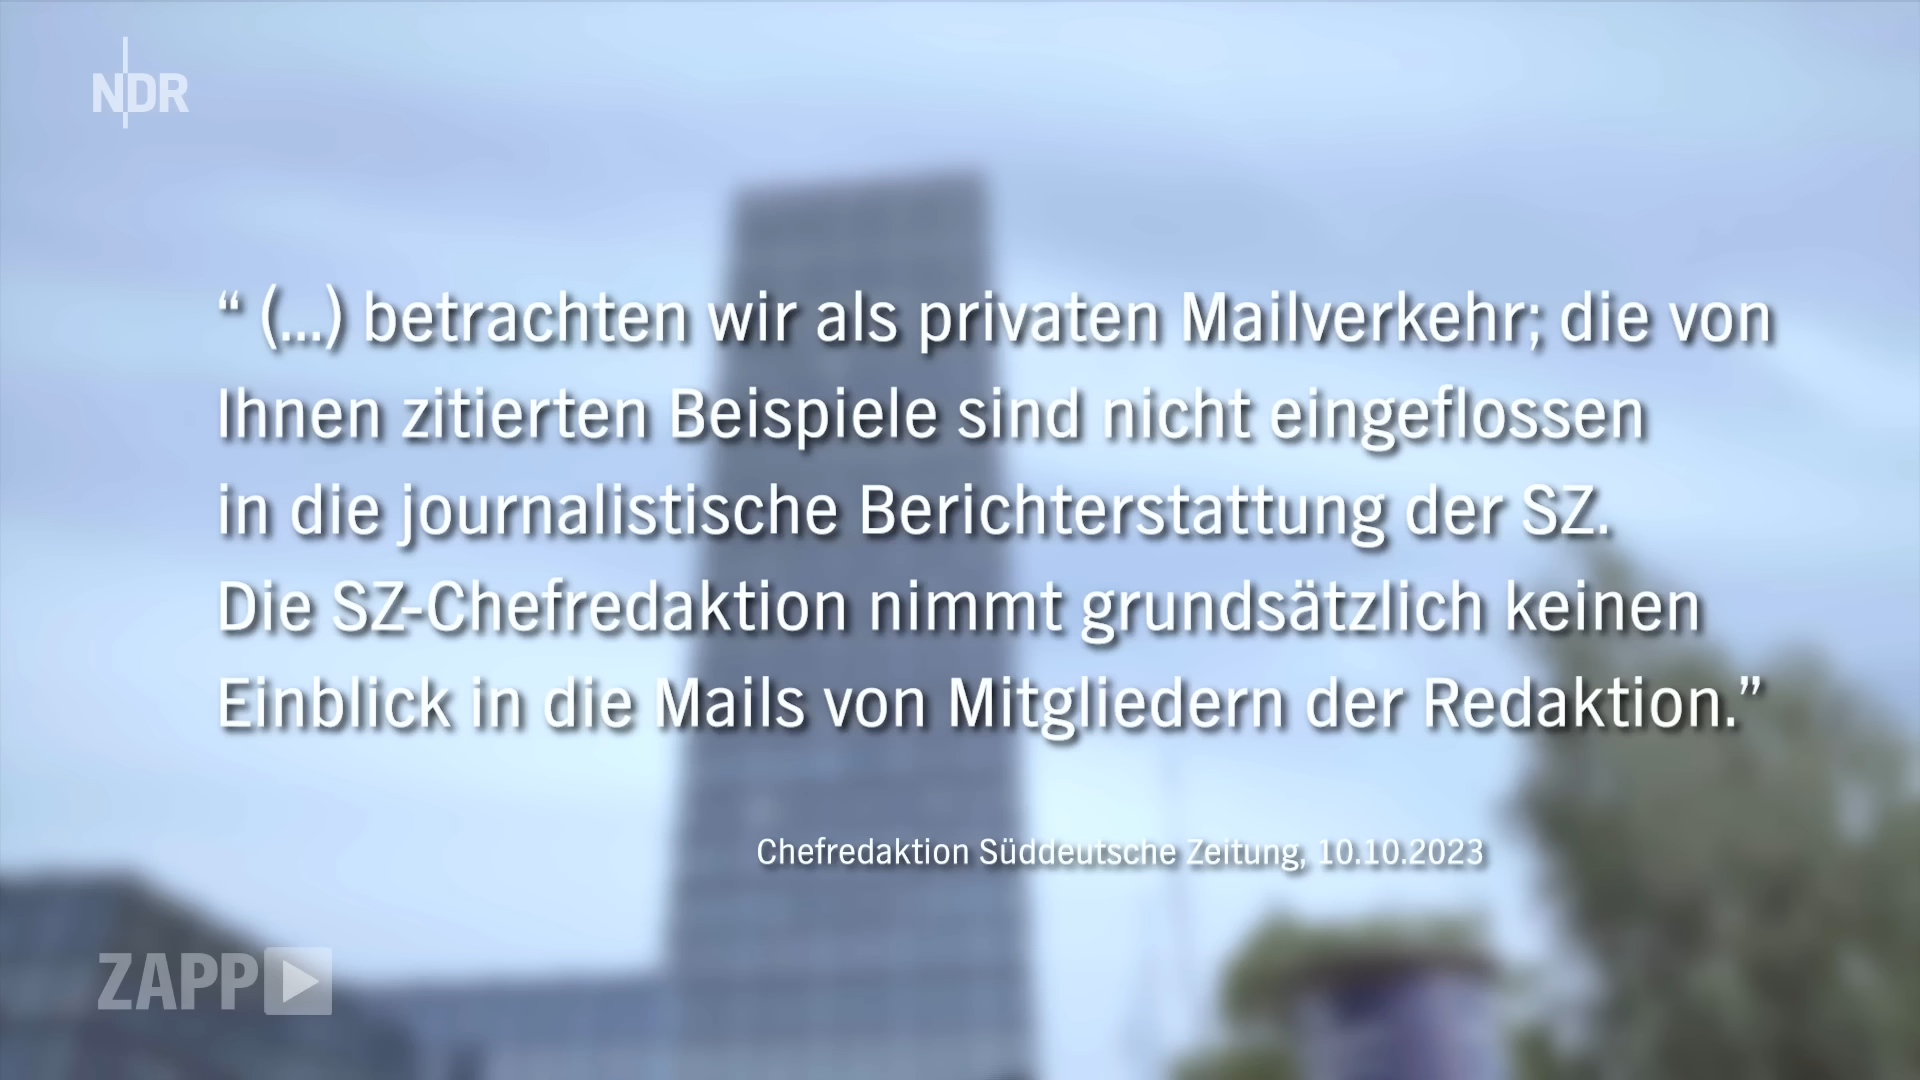 NDR
“ (...) betrachten wir als privaten Mailverkehr; die von
Ihnen zitierten Beispiele sind nicht eingeflossen
in die journalistische Berichterstattung der SZ.
Die SZ-Chefredaktion nimmt grundsätzlich keinen
Einblick in die Mails von Mitgliedern der Redaktion.”
Chefredaktion Süddeutsche Zeitung, 10.10.2023
ZAPP